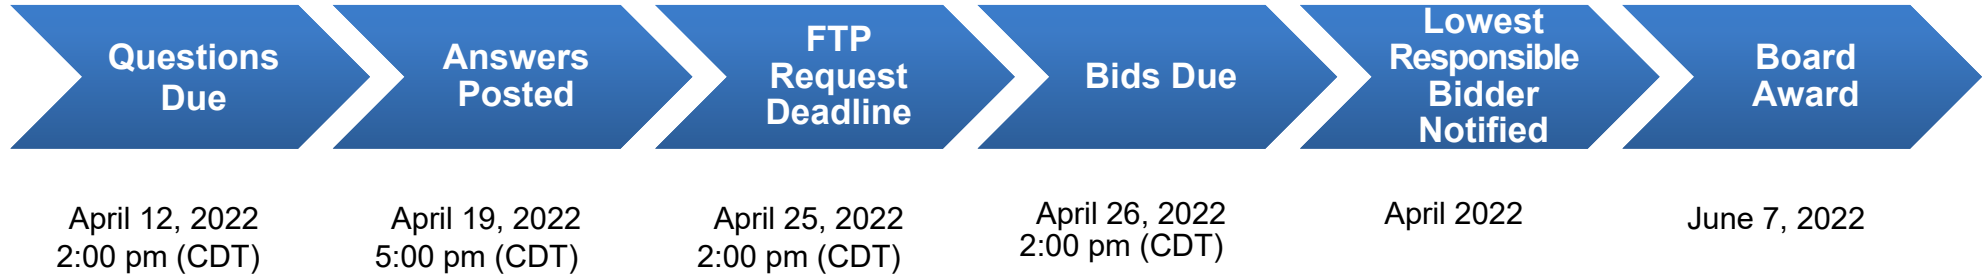 Questions
Due
Answers
Posted
FTP
Request
Deadline
Bids Due
Lowest
Responsible
Bidder
Notified
Board
Award
April 12, 2022
2:00 pm (CDT)
April 19, 2022
5:00 pm (CDT)
April 25, 2022
2:00 pm (CDT)
April 26, 2022
2:00 pm (CDT)
April 2022
June 7, 2022